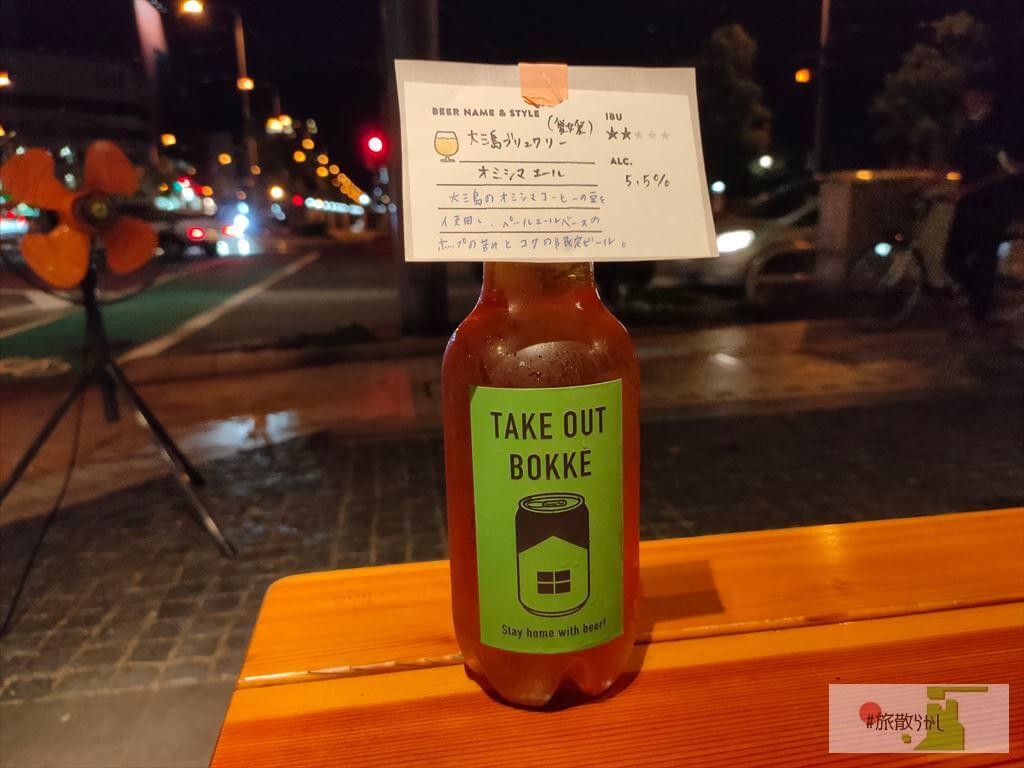 BEER NAME & STYLE
(愛媛)
大三島ブリュワリー
オミシマエール
大三島のオミシマコーヒーの豆を
使用し、ペールエールベースの
ホップの苦みとコクの限定ビール。
IBU
★★★★★
ALC.
5.5%
TAKE OUT
BOKKÈ
Stay home with beer!
#旅散らかし